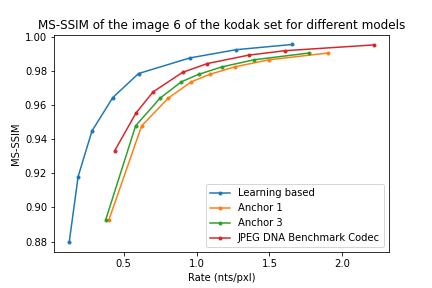 MS-SSIM of the image 6 of the kodak set for different models
1.00
0.98
0.96
0.94
0.92
0.90
0.88
MS-SSIM
Learning based
Anchor 1
Anchor 3
JPEG DNA Benchmark Codec
0.5 1.0 1.5 2.0
Rate (nts/pxl)